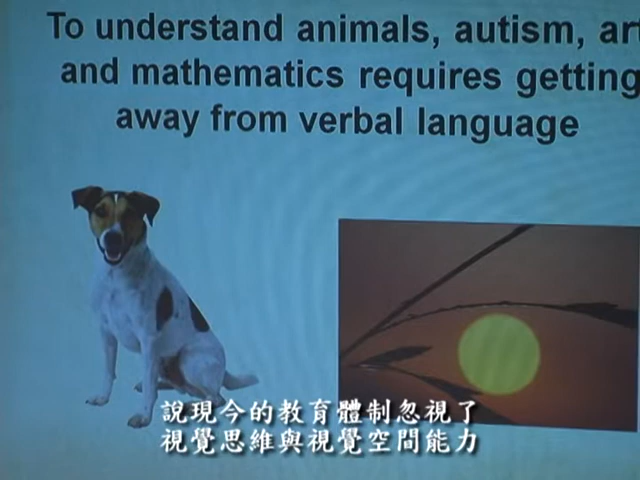 To understand animals, autism, ar
and mathematics requires getting
away from verbal language
說現今的教育體制忽視了
視覺思維與視覺空間能力